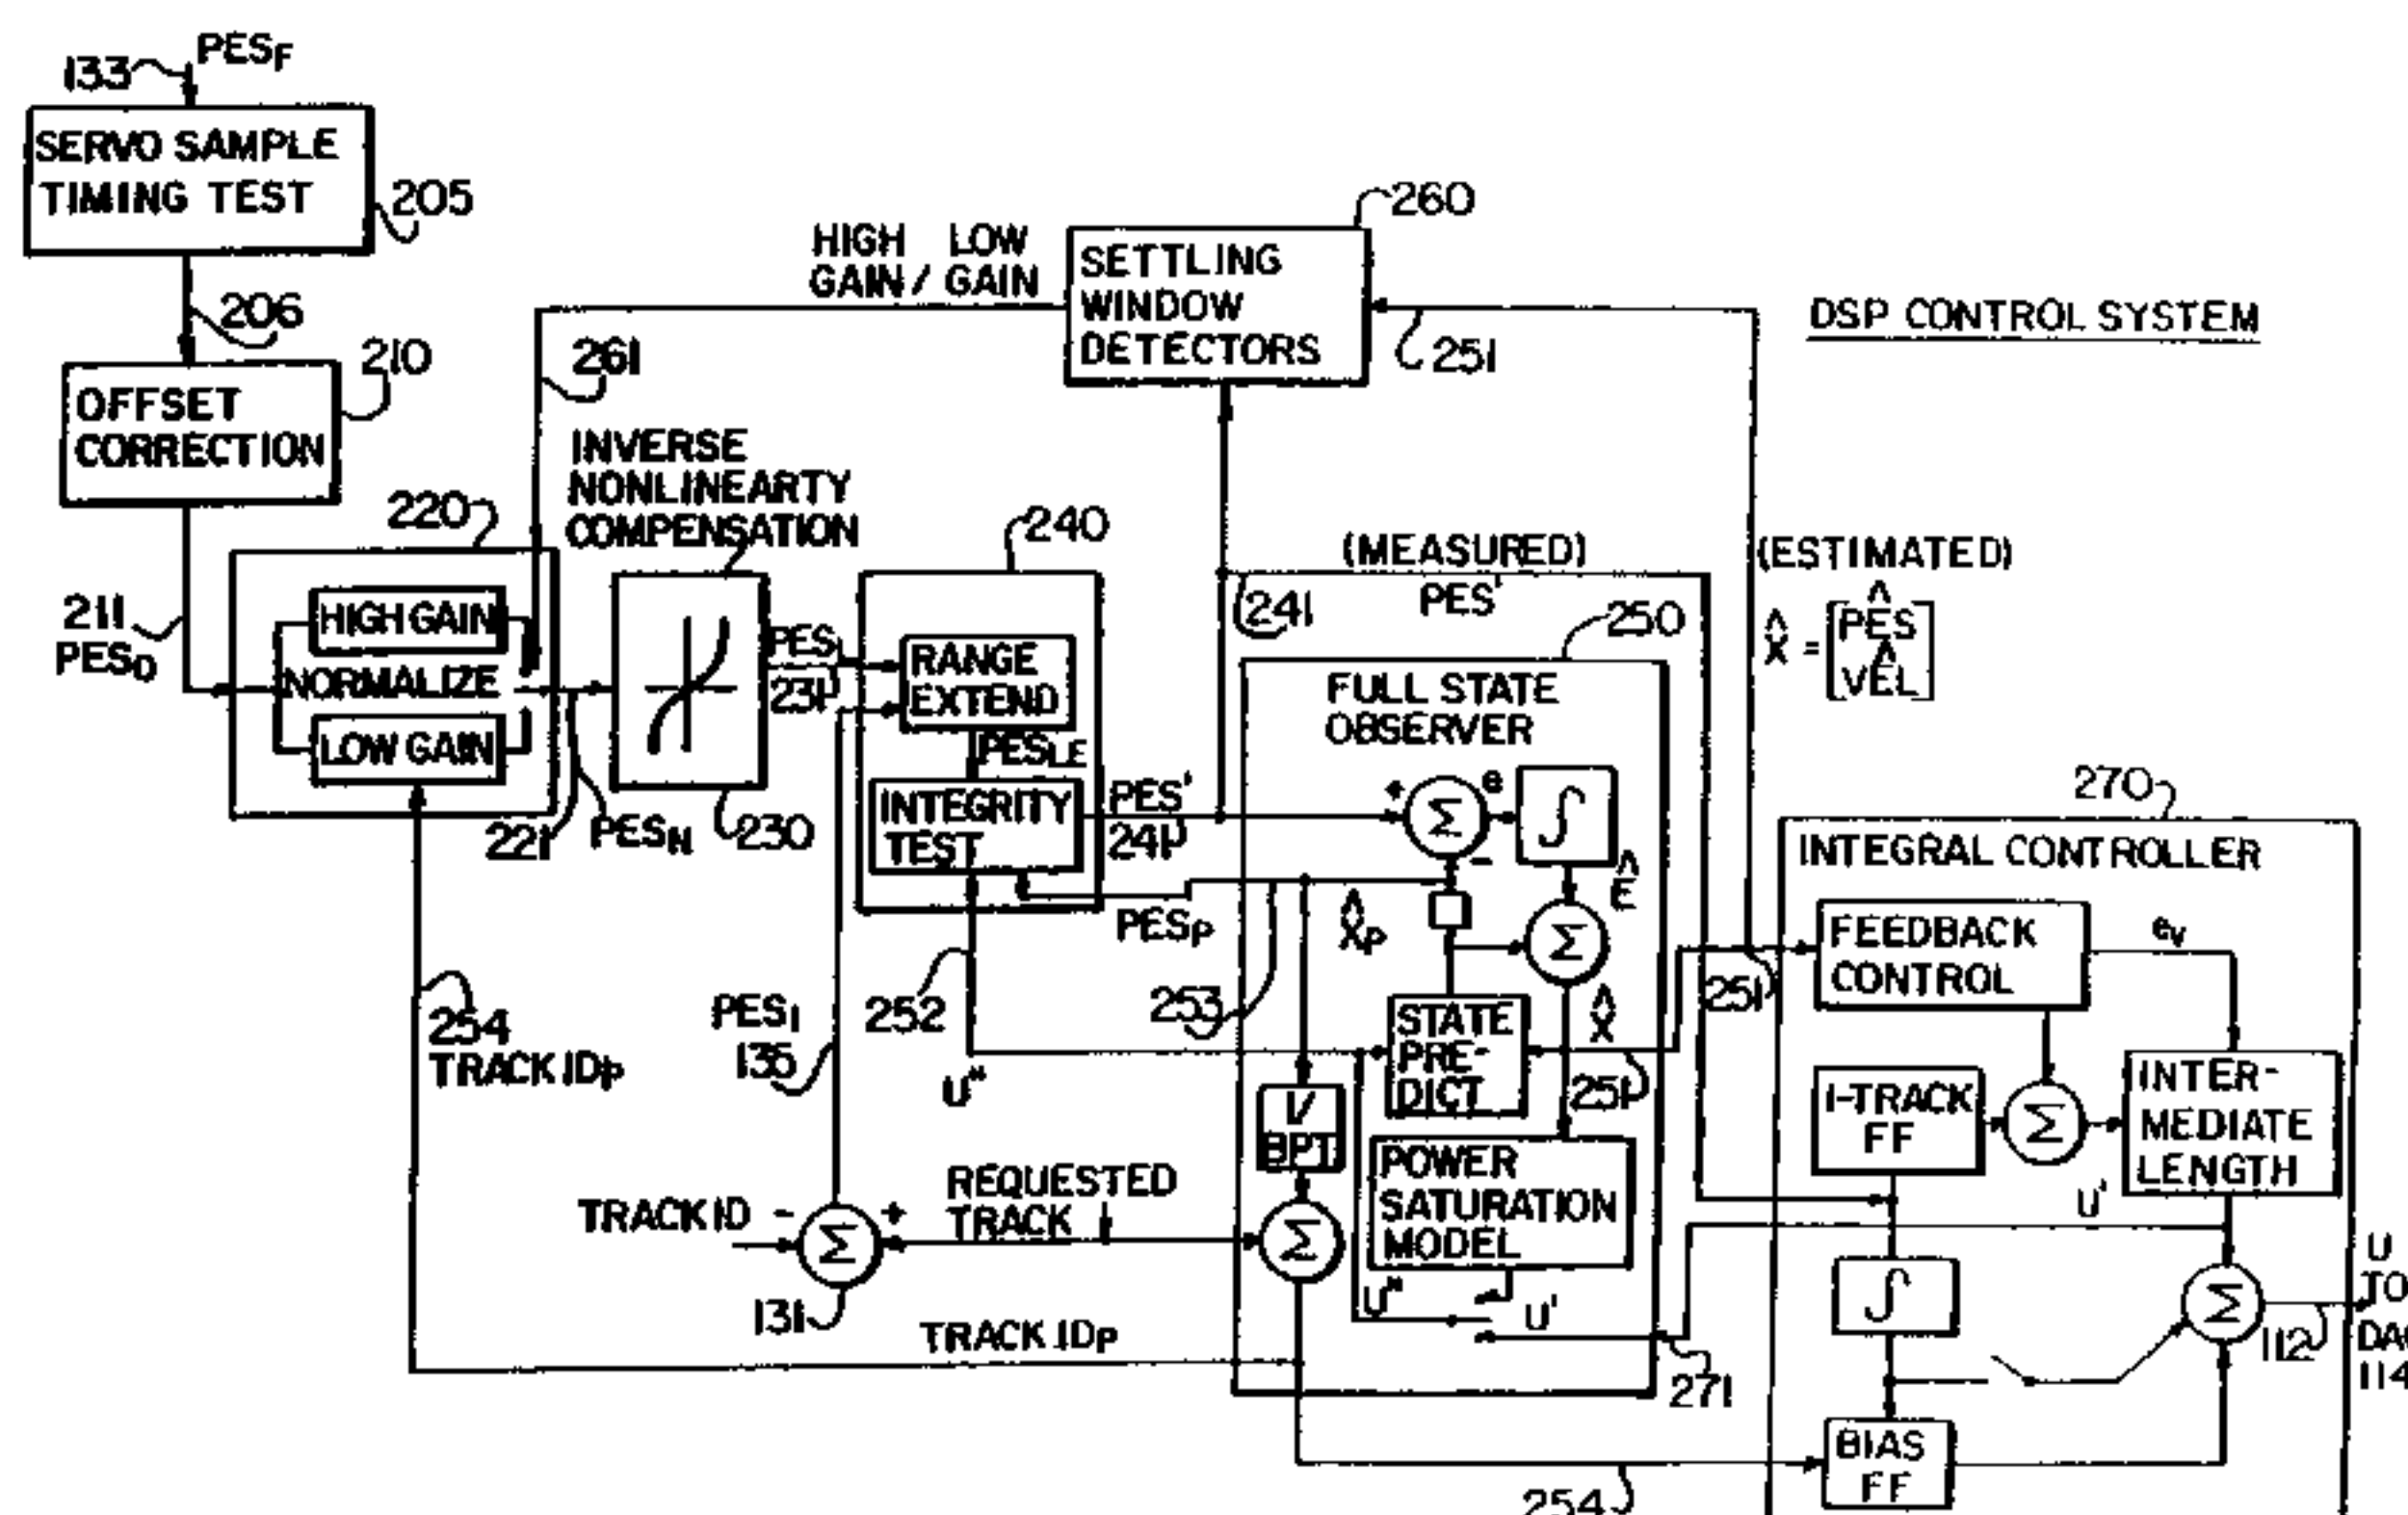 133
PESF
SERVO SAMPLE
TIMING TEST
205
206
OFFSET
CORRECTION
210
211
PESO
220
HIGH GAIN
NORMALIZE
LOW GAIN
HIGH LOW
GAIN / GAIN
261
SETTLING
WINDOW
DETECTORS
260
251
DSP CONTROL SYSTEM
INVERSE
NONLINEARTY
COMPENSATION
221
PESN
230
240
PESL
231
RANGE
EXTEND
PESLE
INTEGRITY
TEST
PES'
241
PESP
(MEASURED)
PES'
241
(ESTIMATED)
X̂ = [P̂ES
V̂EL]
250
FULL STATE
OBSERVER
+
Σ
e
∫
-
Ê
X̂P
Σ
X̂
STATE
PRE-
DICT
251
253
252
U"
V
BPT
POWER
SATURATION
MODEL
U"
U'
271
254
TRACK IDP
PES1
135
TRACK ID
-
Σ
+
131
REQUESTED
TRACK
Σ
TRACK IDP
254
270
INTEGRAL CONTROLLER
FEEDBACK
CONTROL
eV
251
1-TRACK
FF
Σ
INTER-
MEDIATE
LENGTH
U'
∫
Σ
BIAS
FF
U
TO
112
114